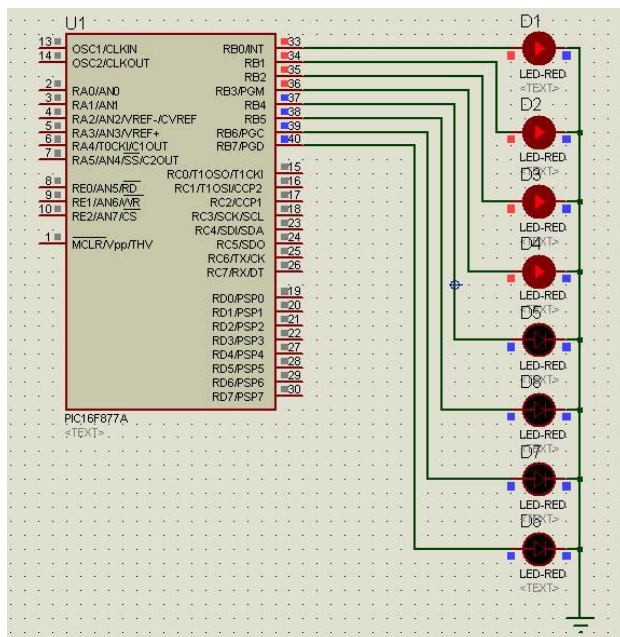 U1
13
14
OSC1/CLKIN
OSC2/CLKOUT
2
3
4
5
6
7
RA0/AN0
RA1/AN1
RA2/AN2/VREF-/CVREF
RA3/AN3/VREF+
RA4/T0CKI/C1OUT
RA5/AN4/SS/C2OUT
8
9
10
RE0/AN5/RD
RE1/AN6/WR
RE2/AN7/CS
1
MCLR/Vpp/THV
RB0/INT
RB1
RB2
RB3/PGM
RB4
RB5
RB6/PGC
RB7/PGD
33
34
35
36
37
38
39
40
RC0/T1OSO/T1CKI
RC1/T1OSI/CCP2
RC2/CCP1
RC3/SCK/SCL
RC4/SDI/SDA
RC5/SDO
RC6/TX/CK
RC7/RX/DT
15
16
17
18
23
24
25
26
RD0/PSP0
RD1/PSP1
RD2/PSP2
RD3/PSP3
RD4/PSP4
RD5/PSP5
RD6/PSP6
RD7/PSP7
19
20
21
22
27
28
29
30
PIC16F877A
<TEXT>
D1
LED-RED
<TEXT>
D2
LED-RED
<TEXT>
D3
LED-RED
<TEXT>
D4
LED-RED
<TEXT>
D5
LED-RED
<TEXT>
LED-RED
<TEXT>
D7
LED-RED
<TEXT>
LED-RED
<TEXT>